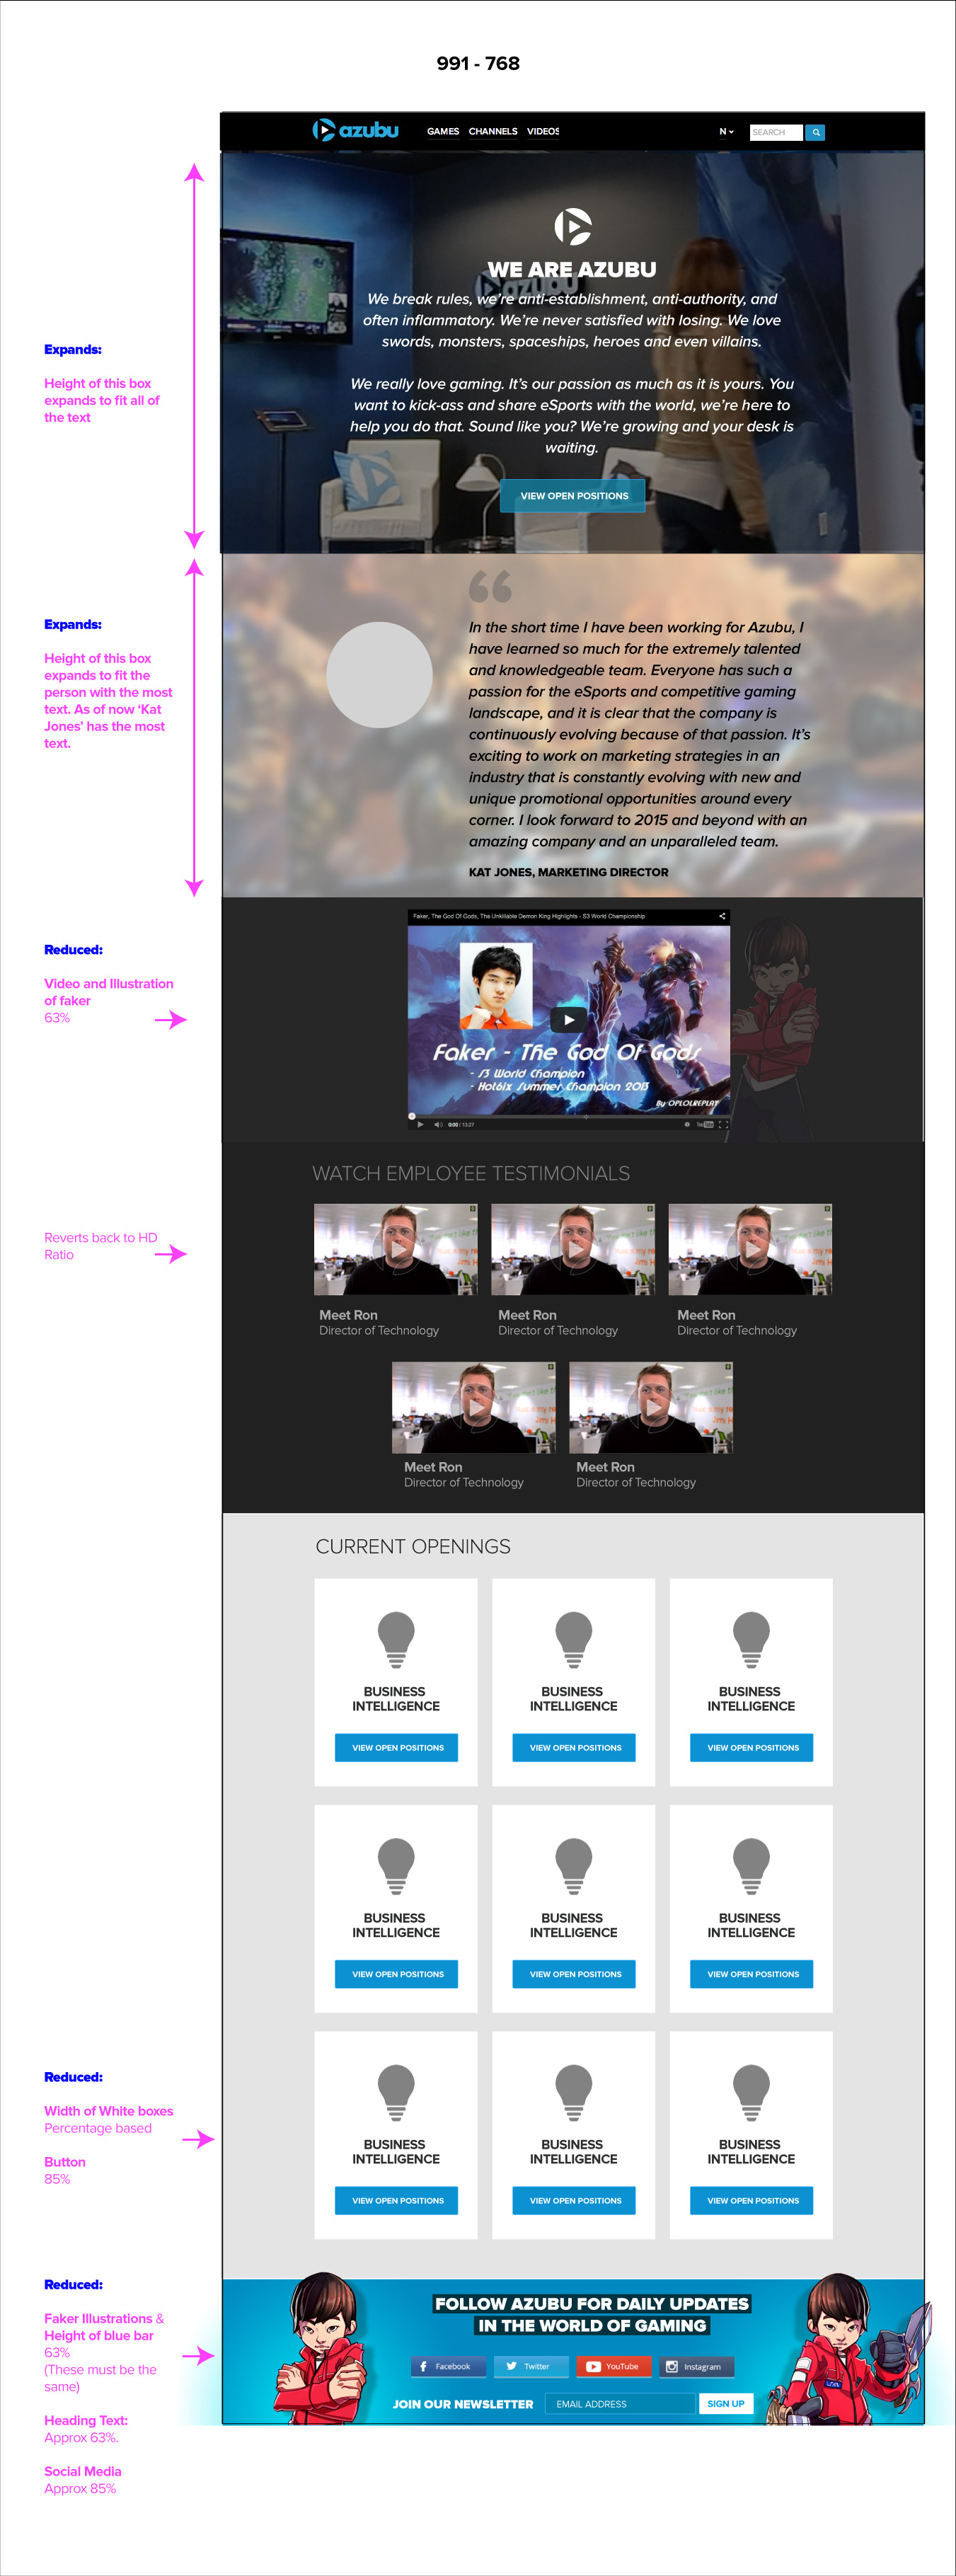 991 - 768
azubu
GAMES CHANNELS VIDEOS
N
SEARCH
WE ARE AZUBU
We break rules, we're anti-establishment, anti-authority, and
often inflammatory. We're never satisfied with losing. We love
swords, monsters, spaceships, heroes and even villains.
We really love gaming. It's our passion as much as it is yours. You
want to kick-ass and share eSports with the world, we're here to
help you do that. Sound like you? We're growing and your desk is
waiting.
VIEW OPEN POSITIONS
Expands:
Height of this box
expands to fit all of
the text
Expands:
Height of this box
expands to fit the
person with the most
text. As of now ‘Kat
Jones’ has the most
text.
“
In the short time I have been working for Azubu, I
have learned so much for the extremely talented
and knowledgeable team. Everyone has such a
passion for the eSports and competitive gaming
landscape, and it is clear that the company is
continuously evolving because of that passion. It's
exciting to work on marketing strategies in an
industry that is constantly evolving with new and
unique promotional opportunities around every
corner. I look forward to 2015 and beyond with an
amazing company and an unparalleled team.
KAT JONES, MARKETING DIRECTOR
Reduced:
Video and Illustration
of faker
63%
Faker, The God Of Gods, The Unkillable Demon King Highlights - S3 World Championship
Faker - The God Of Gods
- S3 World Champion
- Hot6ix Summer Champion 2013
By OPLOLREPLAY
0:00 / 13:27
YouTube
WATCH EMPLOYEE TESTIMONIALS
Reverts back to HD
Ratio
Meet Ron
Director of Technology
Meet Ron
Director of Technology
Meet Ron
Director of Technology
Meet Ron
Director of Technology
Meet Ron
Director of Technology
CURRENT OPENINGS
BUSINESS
INTELLIGENCE
VIEW OPEN POSITIONS
BUSINESS
INTELLIGENCE
VIEW OPEN POSITIONS
BUSINESS
INTELLIGENCE
VIEW OPEN POSITIONS
BUSINESS
INTELLIGENCE
VIEW OPEN POSITIONS
BUSINESS
INTELLIGENCE
VIEW OPEN POSITIONS
BUSINESS
INTELLIGENCE
VIEW OPEN POSITIONS
BUSINESS
INTELLIGENCE
VIEW OPEN POSITIONS
BUSINESS
INTELLIGENCE
VIEW OPEN POSITIONS
BUSINESS
INTELLIGENCE
VIEW OPEN POSITIONS
Reduced:
Width of White boxes
Percentage based
Button
85%
Reduced:
Faker Illustrations &
Height of blue bar
63%
(These must be the
same)
Heading Text:
Approx 63%.
Social Media
Approx 85%
FOLLOW AZUBU FOR DAILY UPDATES
IN THE WORLD OF GAMING
Facebook
Twitter
YouTube
Instagram
JOIN OUR NEWSLETTER
EMAIL ADDRESS
SIGN UP